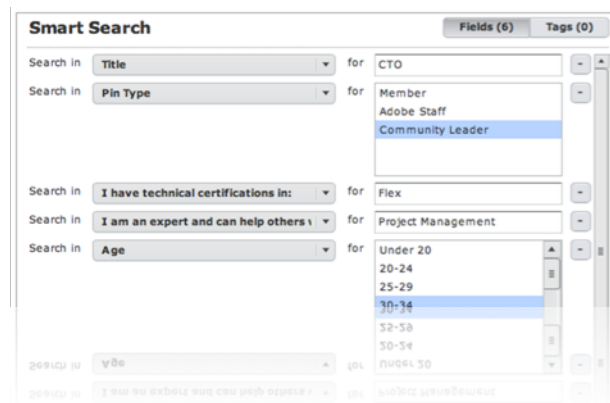 Smart Search Fields (6) Tags (0)
Search in Title for CTO -
Search in Pin Type for Member -
Adobe Staff
Community Leader
Search in I have technical certifications in: for Flex -
Search in I am an expert and can help others for Project Management -
Search in Age for Under 20 -
20-24
25-29
30-34